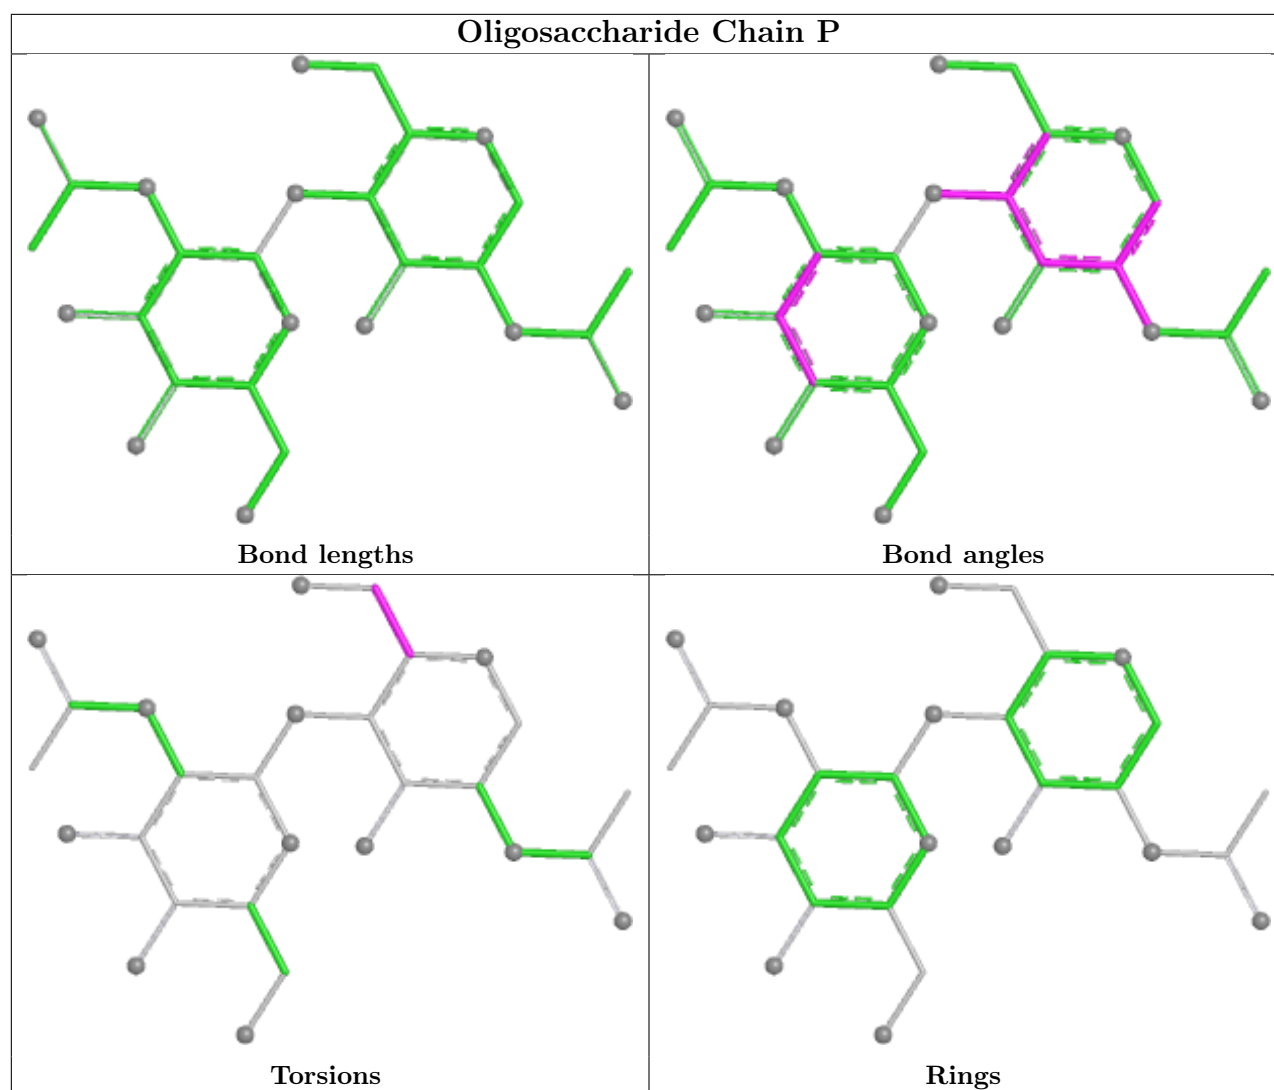 Oligosaccharide Chain P
Bond lengths
Bond angles
Torsions
Rings